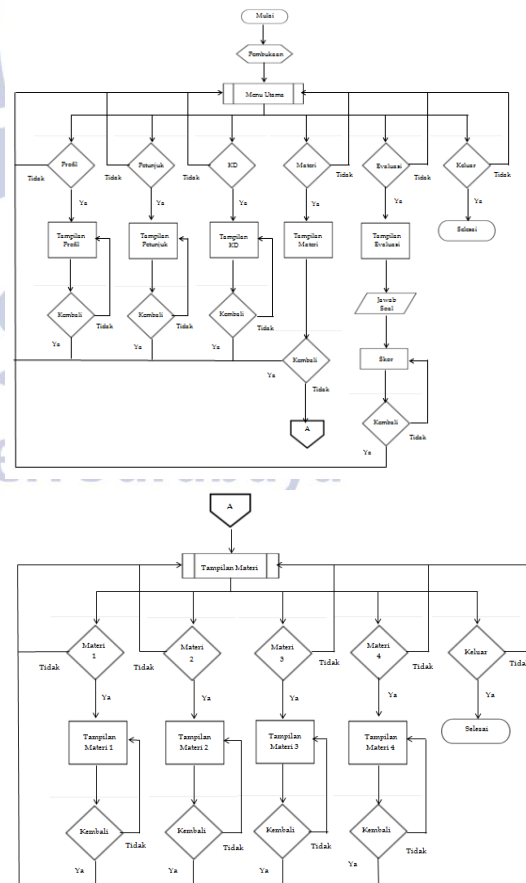 Mulai
Pembukaan
Menu Utama
Profil
Petunjuk
KD
Materi
Evaluasi
Keluar
Tidak
Tidak
Tidak
Tidak
Tidak
Tidak
Ya
Ya
Ya
Ya
Ya
Ya
Tampilan
Profil
Tampilan
Petunjuk
Tampilan
KD
Tampilan
Materi
Tampilan
Evaluasi
Selesai
Jawab
Soal
Kembali
Kembali
Kembali
Tidak
Tidak
Tidak
Ya
Ya
Ya
Kembali
Skor
Ya
Tidak
A
Kembali
Tidak
Ya
A
Tampilan Materi
Materi
1
Materi
2
Materi
3
Materi
4
Keluar
Tidak
Tidak
Tidak
Tidak
Tida
Ya
Ya
Ya
Ya
Ya
Tampilan
Materi 1
Tampilan
Materi 2
Tampilan
Materi 3
Tampilan
Materi 4
Selesai
Kembali
Kembali
Kembali
Kembali
Tidak
Tidak
Tidak
Tidak
Ya
Ya
Ya
Ya